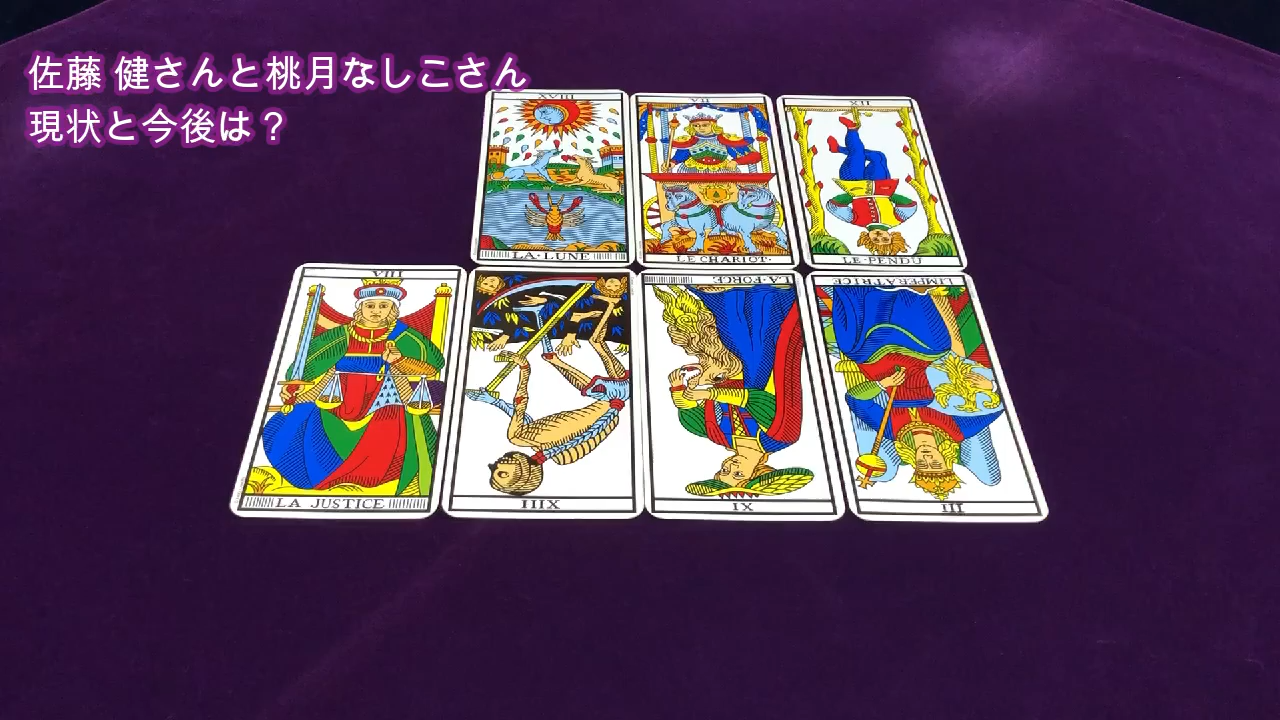 佐藤 健さんと桃月なしこさん
現状と今後は？
XVIII
VII
XII
LA·LUNE
LE CHARIOT·
LE·PENDU
VIII
LA·FORCE
L'IMPERATRICE
LA JUSTICE
XIII
XI
III